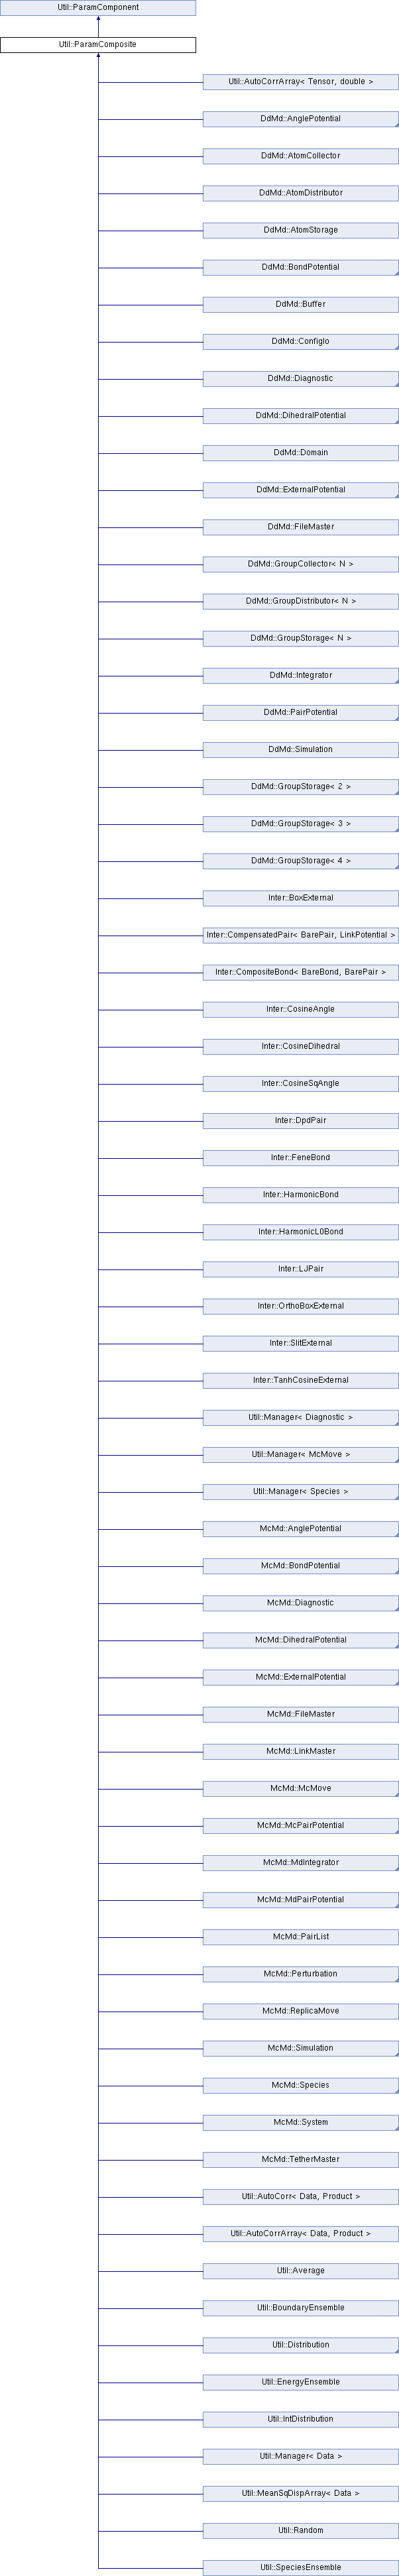 Util::ParamComponent
Util::ParamComposite
Util::AutoCorrArray< Tensor, double >
DdMd::AnglePotential
DdMd::AtomCollector
DdMd::AtomDistributor
DdMd::AtomStorage
DdMd::BondPotential
DdMd::Buffer
DdMd::ConfigIo
DdMd::Diagnostic
DdMd::DihedralPotential
DdMd::Domain
DdMd::ExternalPotential
DdMd::FileMaster
DdMd::GroupCollector< N >
DdMd::GroupDistributor< N >
DdMd::GroupStorage< N >
DdMd::Integrator
DdMd::PairPotential
DdMd::Simulation
DdMd::GroupStorage< 2 >
DdMd::GroupStorage< 3 >
DdMd::GroupStorage< 4 >
Inter::BoxExternal
Inter::CompensatedPair< BarePair, LinkPotential >
Inter::CompositeBond< BareBond, BarePair >
Inter::CosineAngle
Inter::CosineDihedral
Inter::CosineSqAngle
Inter::DpdPair
Inter::FeneBond
Inter::HarmonicBond
Inter::HarmonicL0Bond
Inter::LJPair
Inter::OrthoBoxExternal
Inter::SlitExternal
Inter::TanhCosineExternal
Util::Manager< Diagnostic >
Util::Manager< McMove >
Util::Manager< Species >
McMd::AnglePotential
McMd::BondPotential
McMd::Diagnostic
McMd::DihedralPotential
McMd::ExternalPotential
McMd::FileMaster
McMd::LinkMaster
McMd::McMove
McMd::McPairPotential
McMd::MdIntegrator
McMd::MdPairPotential
McMd::PairList
McMd::Perturbation
McMd::ReplicaMove
McMd::Simulation
McMd::Species
McMd::System
McMd::TetherMaster
Util::AutoCorr< Data, Product >
Util::AutoCorrArray< Data, Product >
Util::Average
Util::BoundaryEnsemble
Util::Distribution
Util::EnergyEnsemble
Util::IntDistribution
Util::Manager< Data >
Util::MeanSqDispArray< Data >
Util::Random
Util::SpeciesEnsemble